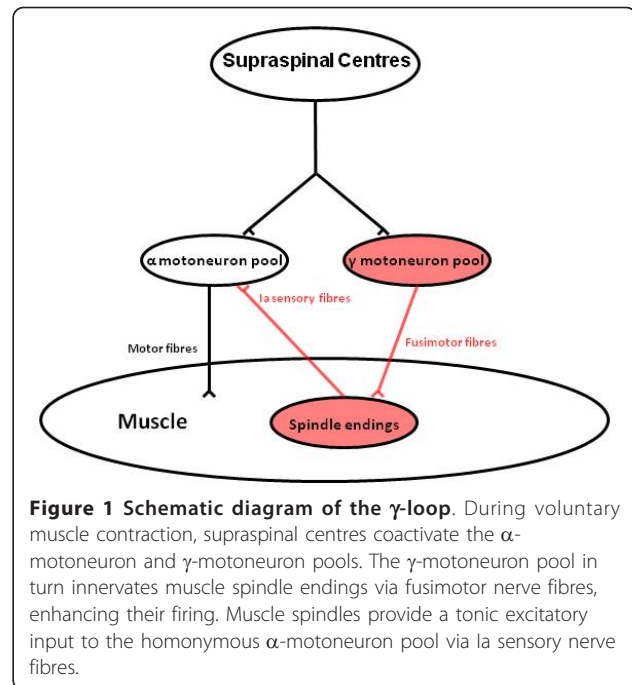 Supraspinal Centres
α motoneuron pool
γ motoneuron pool
Ia sensory fibres
Motor fibres
Fusimotor fibres
Muscle
Spindle endings
Figure 1 Schematic diagram of the γ-loop. During voluntary
muscle contraction, supraspinal centres coactivate the α-
motoneuron and γ-motoneuron pools. The γ-motoneuron pool in
turn innervates muscle spindle endings via fusimotor nerve fibres,
enhancing their firing. Muscle spindles provide a tonic excitatory
input to the homonymous α-motoneuron pool via Ia sensory nerve
fibres.